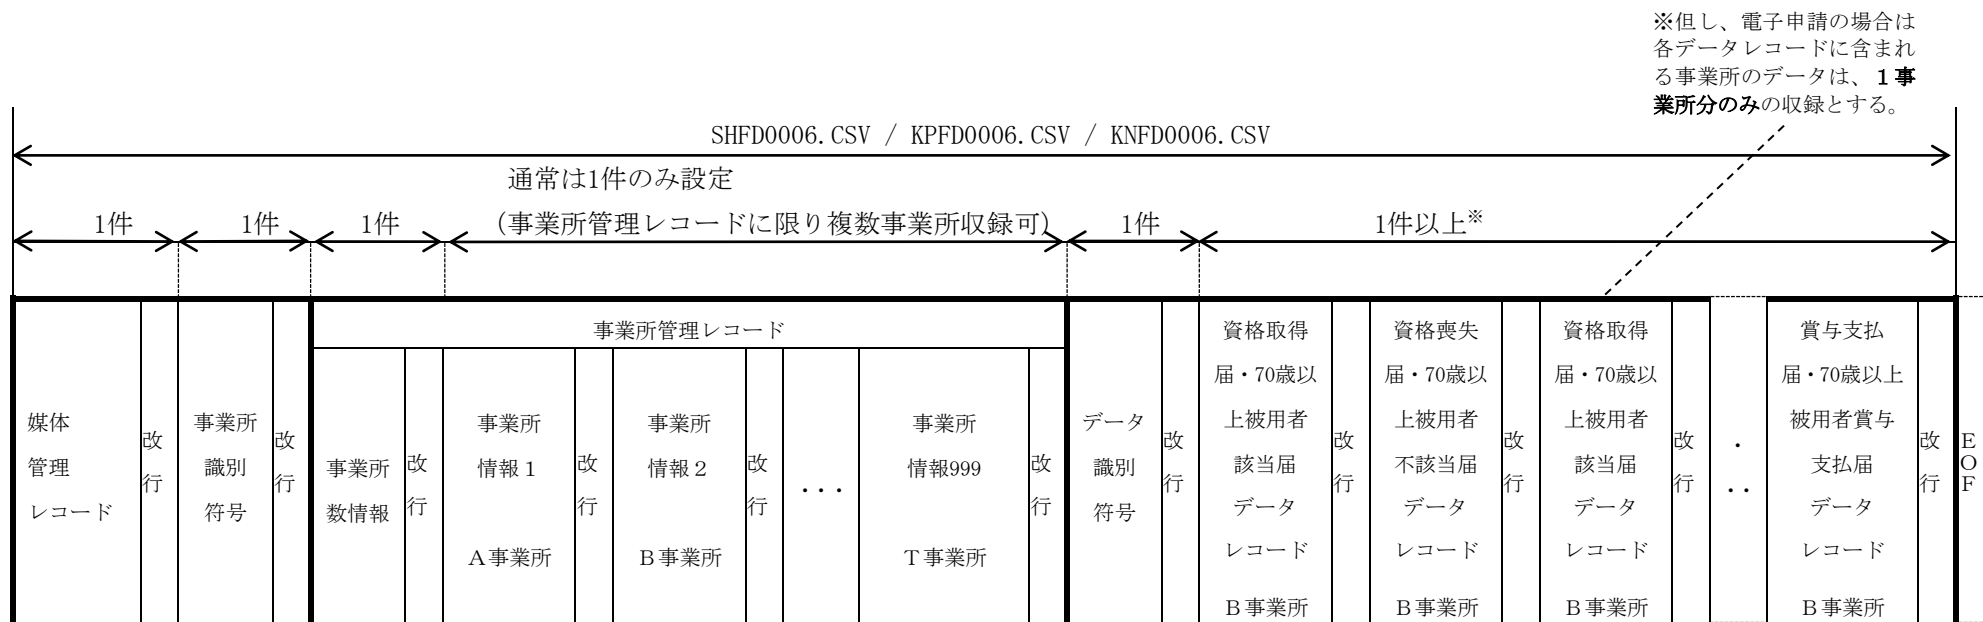 ※但し、電子申請の場合は
各データレコードに含まれ
る事業所のデータは、１事
業所分のみの収録とする。
SHFD0006.CSV / KPFD0006.CSV / KNFD0006.CSV
通常は1件のみ設定
1件
1件
1件
(事業所管理レコードに限り複数事業所収録可)
1件
1件以上※
媒体
管理
レコード
改
行
事業所
識別
符号
改
行
事業所管理レコード
事業所
数情報
改
行
事業所
情報１
A事業所
改
行
事業所
情報２
B事業所
改
行
...
事業所
情報999
T事業所
改
行
データ
識別
符号
改
行
資格取得
届・70歳以
上被用者
該当届
データ
レコード
B事業所
改
行
資格喪失
届・70歳以
上被用者
不該当届
データ
レコード
B事業所
改
行
資格取得
届・70歳以
上被用者
該当届
データ
レコード
B事業所
改
行
.
..
賞与支払
届・70歳以上
被用者賞与
支払届
データ
レコード
B事業所
改
行
E
O
F